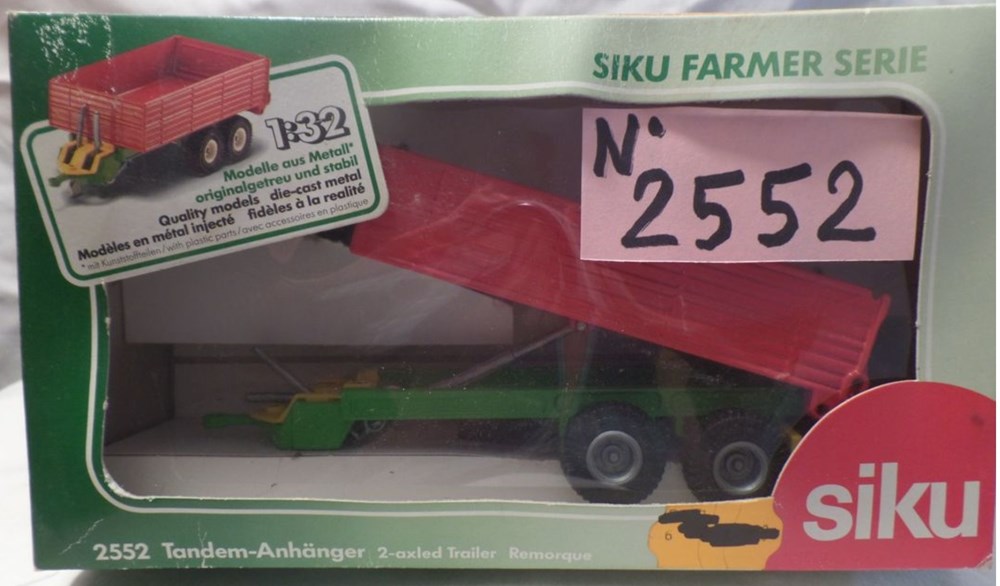 SIKU FARMER SERIE
1:32
Modelle aus Metall*
originalgetreu und stabil
Quality models die-cast metal
Modèles en métal injecté fidèles à la réalité
* mit Kunststoffteilen/with plastic parts/avec accessoires en plastique
N°
2552
siku
6
2552 Tandem-Anhänger 2-axled Trailer Remorque